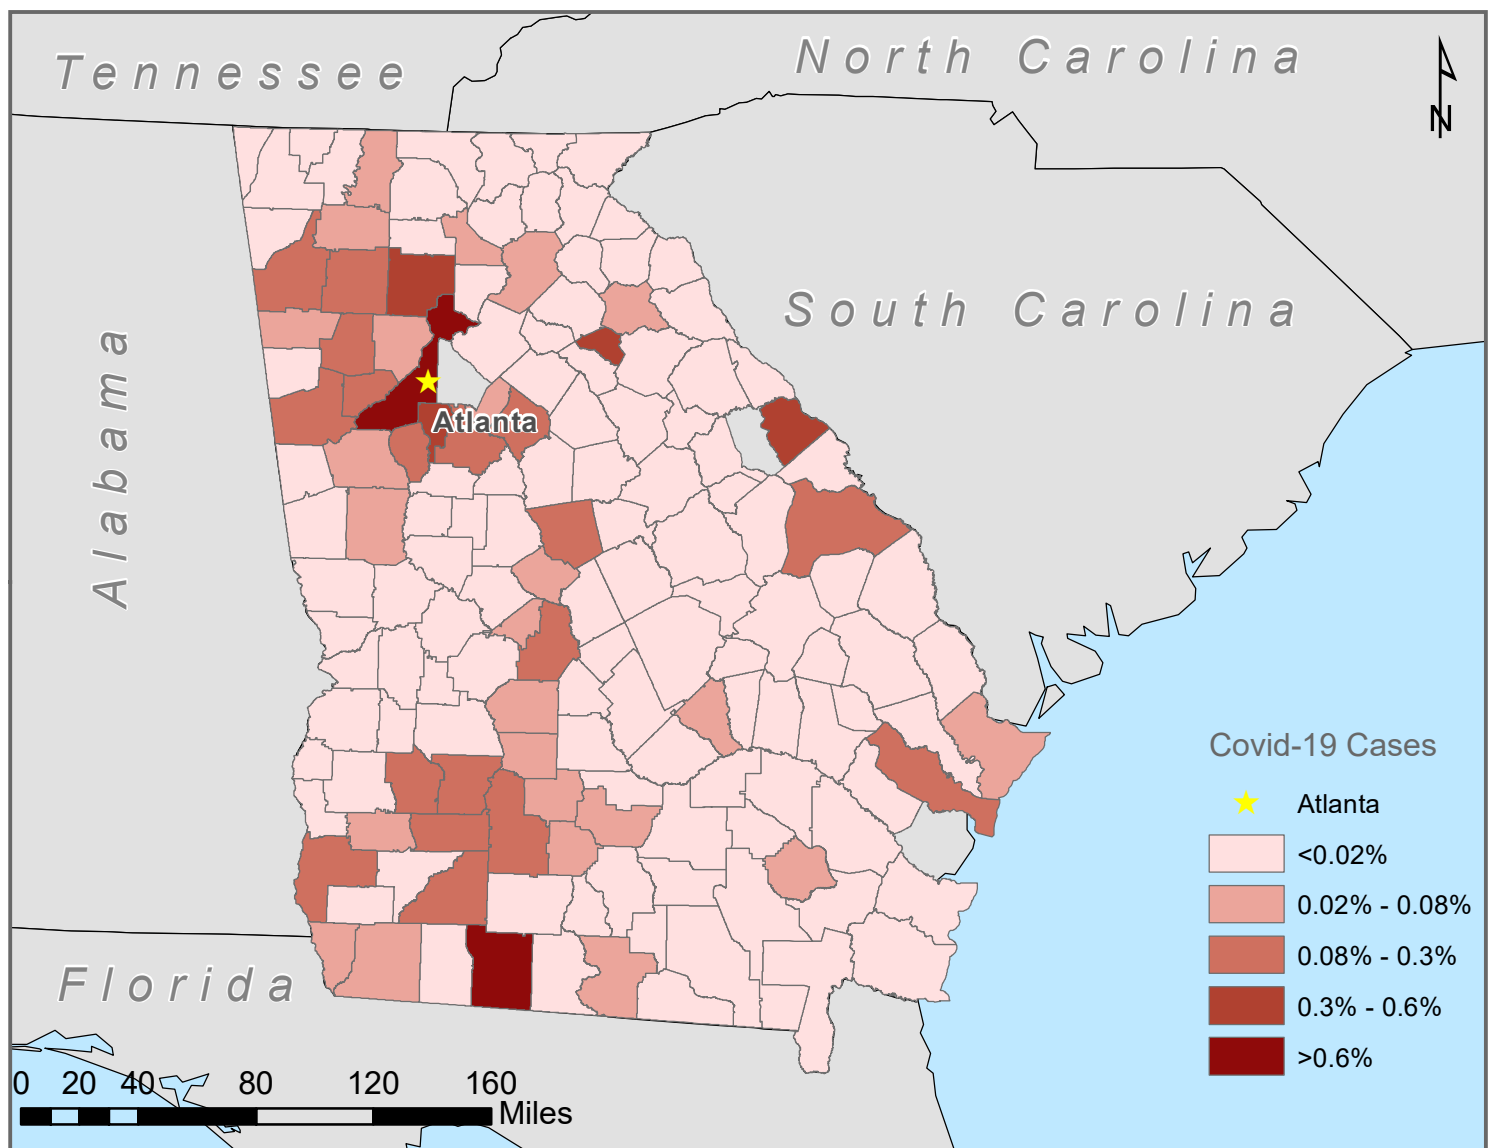 Tennessee
North Carolina
N
South Carolina
Alabama
Atlanta
Florida
Covid-19 Cases
Atlanta
<0.02%
0.02% - 0.08%
0.08% - 0.3%
0.3% - 0.6%
>0.6%
0 20 40 80 120 160
Miles